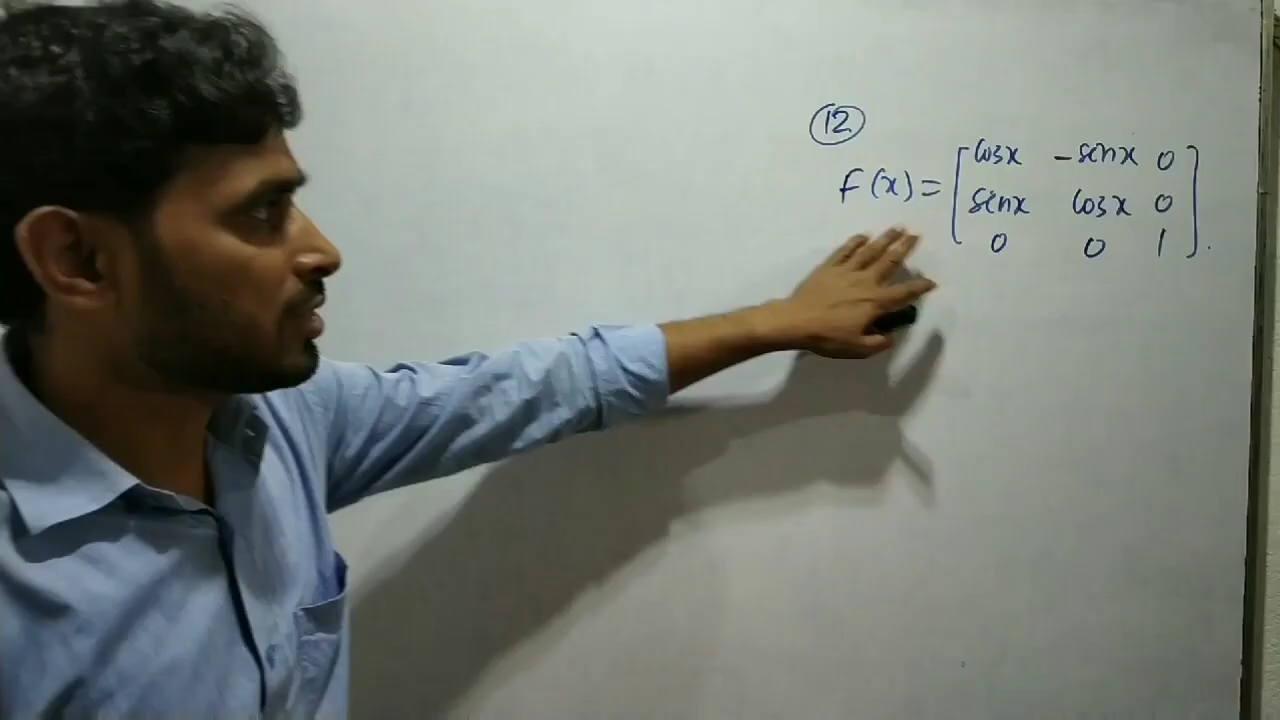 12
F(x) = [cosx -sinx 0
sinx cosx 0
0 0 1].